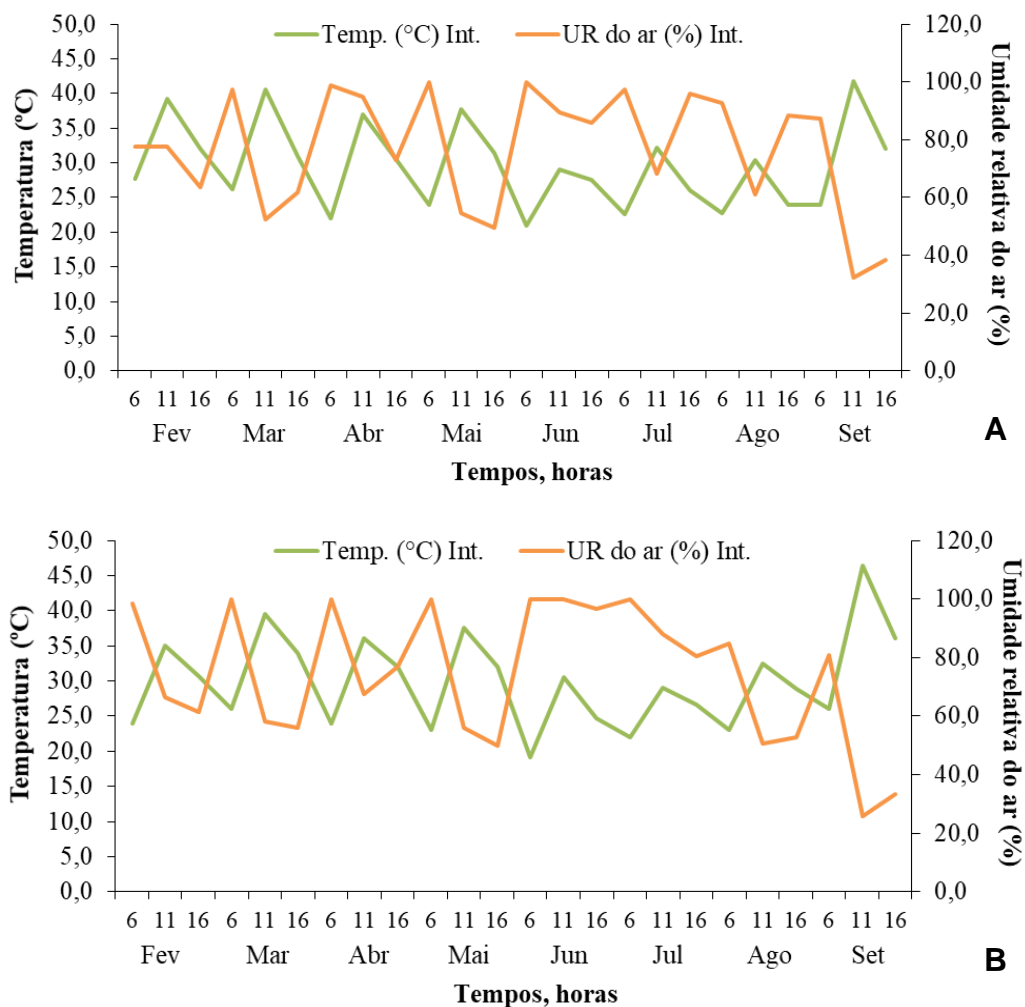 Temp. (°C) Int. UR do ar (%) Int.
Temperatura (ºC)
50,0
45,0
40,0
35,0
30,0
25,0
20,0
15,0
10,0
5,0
0,0
Umidade relativa do ar (%)
120,0
100,0
80,0
60,0
40,0
20,0
0,0
6 11 16 6 11 16 6 11 16 6 11 16 6 11 16 6 11 16 6 11 16 6 11 16
Fev Mar Abr Mai Jun Jul Ago Set
A
Tempos, horas
Temp. (°C) Int. UR do ar (%) Int.
Temperatura (ºC)
50,0
45,0
40,0
35,0
30,0
25,0
20,0
15,0
10,0
5,0
0,0
Umidade relativa do ar (%)
120,0
100,0
80,0
60,0
40,0
20,0
0,0
6 11 16 6 11 16 6 11 16 6 11 16 6 11 16 6 11 16 6 11 16 6 11 16
Fev Mar Abr Mai Jun Jul Ago Set
B
Tempos, horas